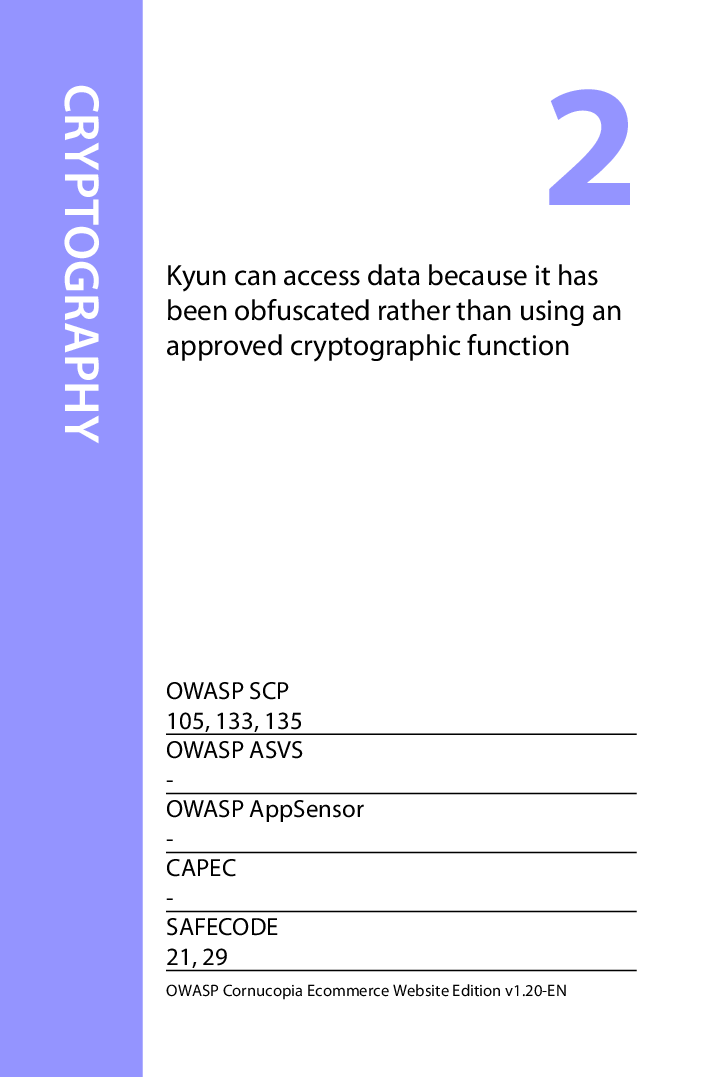 CRYPTOGRAPHY
2
Kyun can access data because it has
been obfuscated rather than using an
approved cryptographic function
OWASP SCP
105, 133, 135
OWASP ASVS
-
OWASP AppSensor
-
CAPEC
-
SAFECODE
21, 29
OWASP Cornucopia Ecommerce Website Edition v1.20-EN